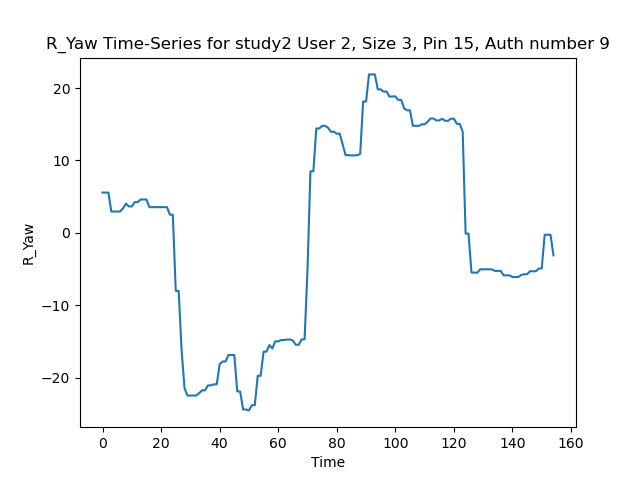 R_Yaw Time-Series for study2 User 2, Size 3, Pin 15, Auth number 9
20
10
0
−10
−20
R_Yaw
0 20 40 60 80 100 120 140 160
Time